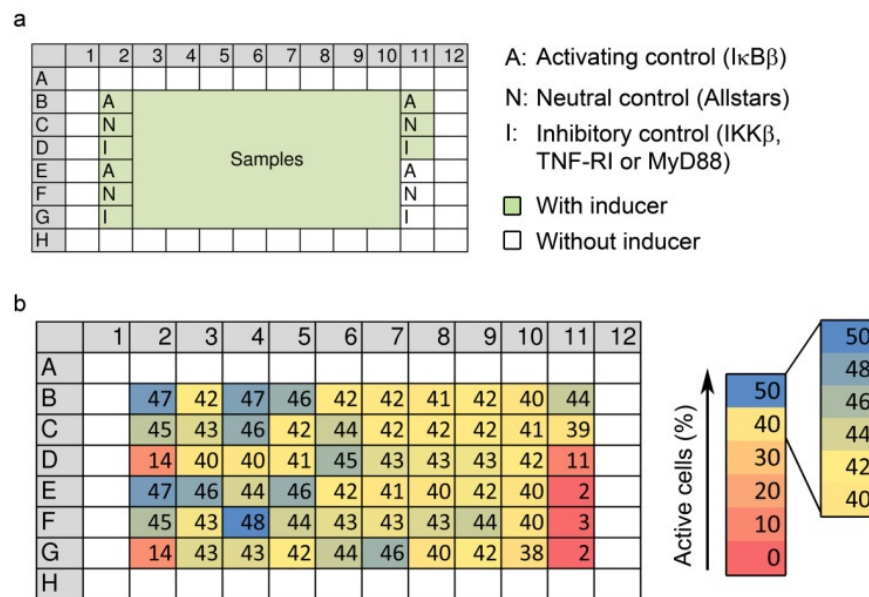 a
1 2 3 4 5 6 7 8 9 10 11 12
A
B A A
C N N
D I I
E A A
F N N
G I I
H
Samples
A: Activating control (IκBβ)
N: Neutral control (Allstars)
I: Inhibitory control (IKKβ,
TNF-RI or MyD88)
With inducer
Without inducer
b
1 2 3 4 5 6 7 8 9 10 11 12
A
B 47 42 47 46 42 42 41 42 40 44
C 45 43 46 42 44 42 42 42 41 39
D 14 40 40 41 45 43 43 43 42 11
E 47 46 44 46 42 41 40 42 40 2
F 45 43 48 44 43 43 43 44 40 3
G 14 43 43 42 44 46 40 42 38 2
H
Active cells (%)
50
40
30
20
10
0
50
48
46
44
42
40